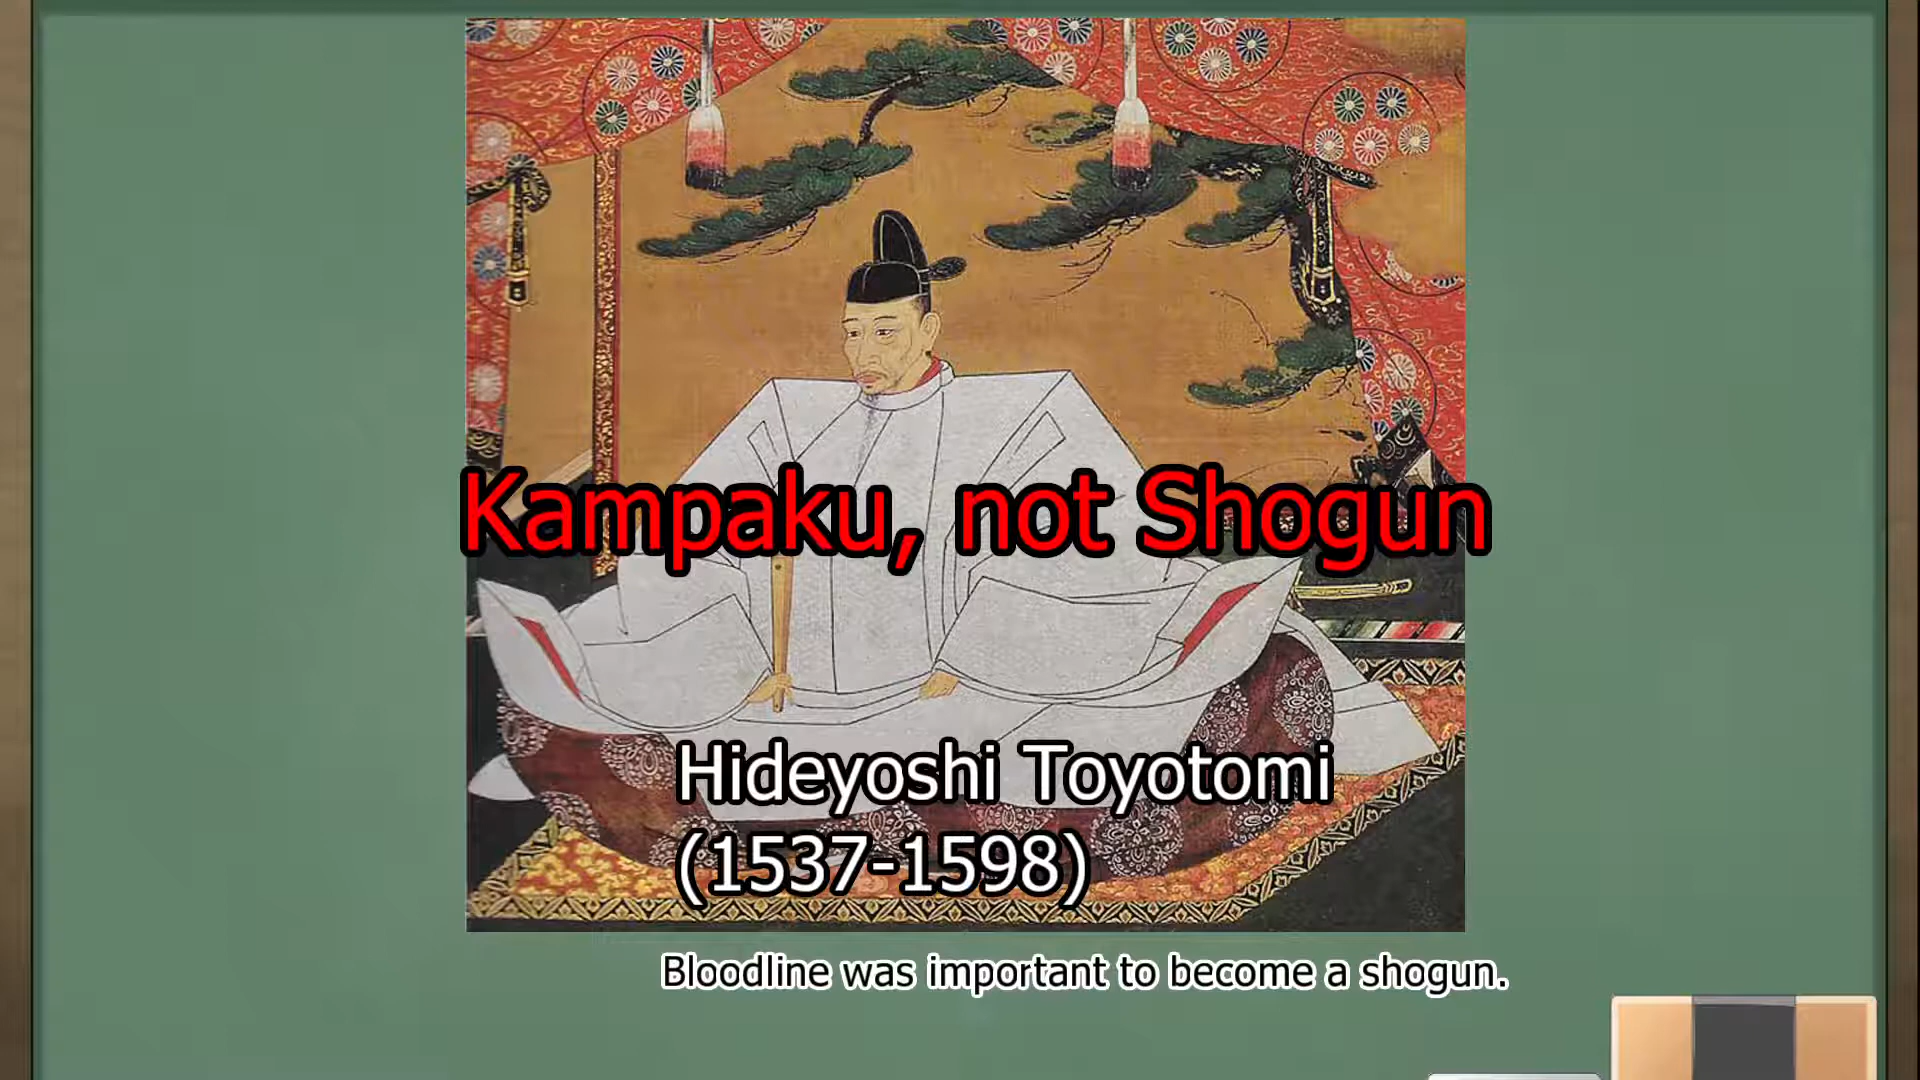 Kampaku, not Shogun
Hideyoshi Toyotomi
(1537-1598)
Bloodline was important to become a shogun.